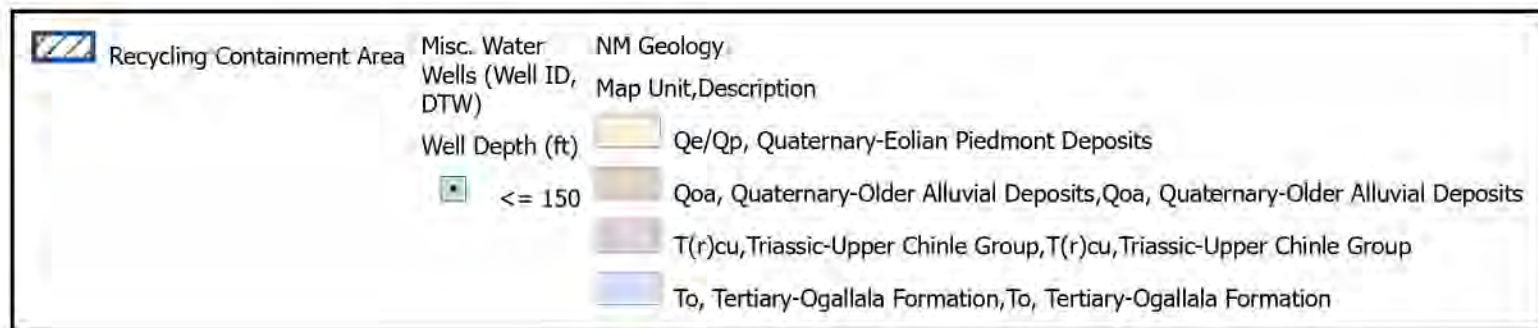 Recycling Containment Area
Misc. Water
Wells (Well ID,
DTW)
Well Depth (ft)
<= 150
NM Geology
Map Unit,Description
Qe/Qp, Quaternary-Eolian Piedmont Deposits
Qoa, Quaternary-Older Alluvial Deposits,Qoa, Quaternary-Older Alluvial Deposits
T(r)cu,Triassic-Upper Chinle Group,T(r)cu,Triassic-Upper Chinle Group
To, Tertiary-Ogallala Formation,To, Tertiary-Ogallala Formation